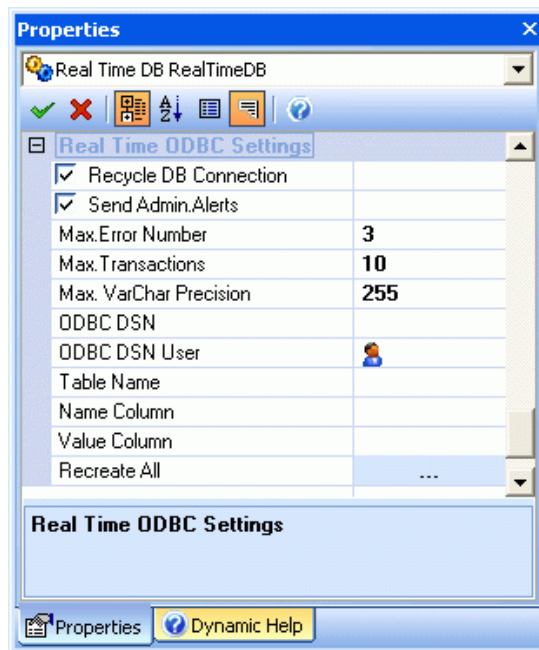 Properties
Real Time DB RealTimeDB
Real Time ODBC Settings
Recycle DB Connection
Send Admin.Alerts
Max.Error Number 3
Max.Transactions 10
Max. VarChar Precision 255
ODBC DSN
ODBC DSN User
Table Name
Name Column
Value Column
Recreate All ...
Real Time ODBC Settings
Properties Dynamic Help